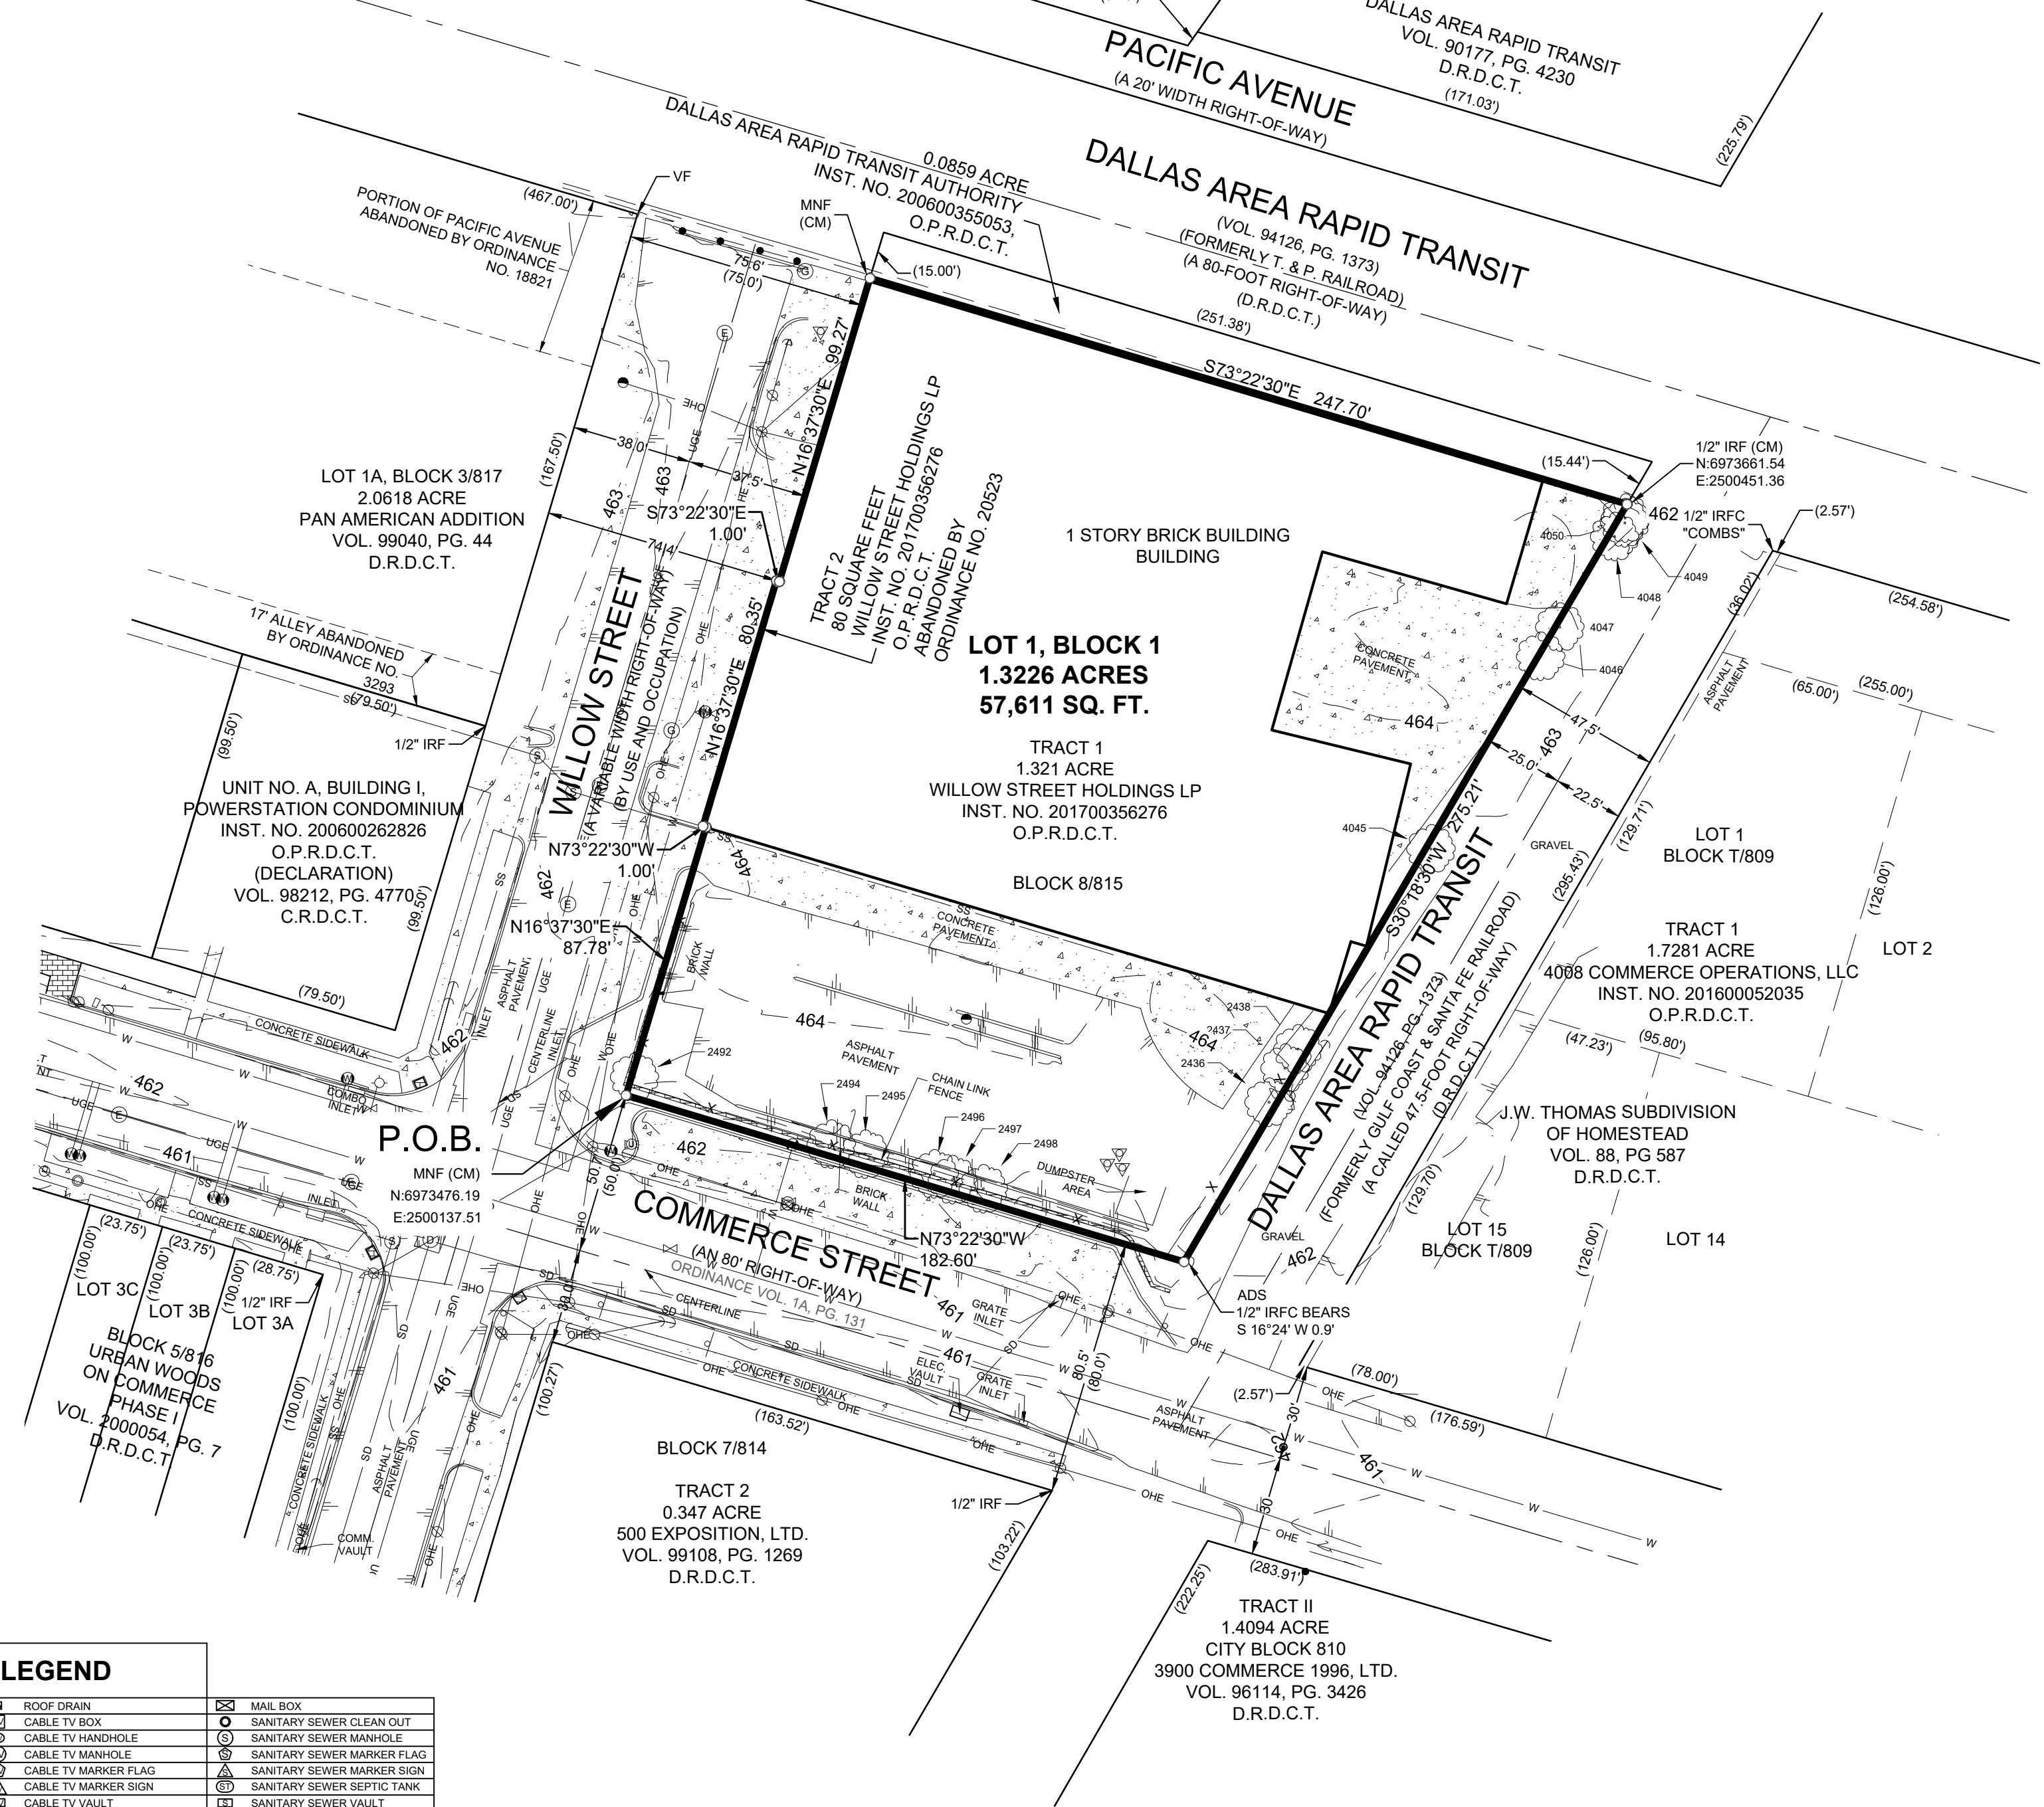 DALLAS AREA RAPID TRANSIT
VOL. 90177, PG. 4230
D.R.D.C.T.
(171.03')
(225.79')
PACIFIC AVENUE
(A 20' WIDTH RIGHT-OF-WAY)
DALLAS AREA RAPID TRANSIT
(VOL. 94126, PG. 1373)
(FORMERLY T. & P. RAILROAD)
(A 80-FOOT RIGHT-OF-WAY)
(D.R.D.C.T.)
(251.38')
0.0859 ACRE
DALLAS AREA RAPID TRANSIT AUTHORITY
INST. NO. 200600355053,
O.P.R.D.C.T.
VF
(467.00')
PORTION OF PACIFIC AVENUE
ABANDONED BY ORDINANCE
NO. 18821
MNF
(CM)
(15.00')
75.6'
(75.0')
N16°37'30"E 99.27'
S73°22'30"E 247.70'
(15.44')
1/2" IRF (CM)
N:6973661.54
E:2500451.36
462
1/2" IRFC
"COMBS"
(2.57')
(254.58')
(36.02')
4050
4049
4048
4047
4046
LOT 1A, BLOCK 3/817
2.0618 ACRE
PAN AMERICAN ADDITION
VOL. 99040, PG. 44
D.R.D.C.T.
(167.50')
38.0'
37.5'
OHE
UGE
463
463
S73°22'30"E
1.00'
74.4'
TRACT 2
80 SQUARE FEET
WILLOW STREET HOLDINGS LP
INST. NO. 201700356276
O.P.R.D.C.T.
ABANDONED BY
ORDINANCE NO. 20523
1 STORY BRICK BUILDING
BUILDING
LOT 1, BLOCK 1
1.3226 ACRES
57,611 SQ. FT.
TRACT 1
1.321 ACRE
WILLOW STREET HOLDINGS LP
INST. NO. 201700356276
O.P.R.D.C.T.
BLOCK 8/815
CONCRETE
PAVEMENT
464
ASPHALT
PAVEMENT
(65.00')
(255.00')
47.5'
463
25.0'
22.5'
(129.71')
17' ALLEY ABANDONED
BY ORDINANCE NO.
3293
(79.50')
SS
1/2" IRF
(99.50')
WILLOW STREET
(A VARIABLE WIDTH RIGHT-OF-WAY)
(BY USE AND OCCUPATION)
N16°37'30"E 80.35'
UNIT NO. A, BUILDING I,
POWERSTATION CONDOMINIUM
INST. NO. 200600262826
O.P.R.D.C.T.
(DECLARATION)
VOL. 98212, PG. 4770
C.R.D.C.T.
(99.50')
N73°22'30"W
1.00'
464
462
N16°37'30"E
87.78'
BRICK
WALL
SS
CONCRETE
PAVEMENT
4045
S30°18'30"W 275.21'
GRAVEL
(295.43')
LOT 1
BLOCK T/809
(126.00')
TRACT 1
1.7281 ACRE
4008 COMMERCE OPERATIONS, LLC
INST. NO. 201600052035
O.P.R.D.C.T.
LOT 2
(47.23')
(95.80')
DALLAS AREA RAPID TRANSIT
(VOL. 94126, PG. 1373)
(FORMERLY GULF COAST & SANTA FE RAILROAD)
(A CALLED 47.5-FOOT RIGHT-OF-WAY)
(D.R.D.C.T.)
(129.70')
J.W. THOMAS SUBDIVISION
OF HOMESTEAD
VOL. 88, PG 587
D.R.D.C.T.
LOT 15
BLOCK T/809
(126.00')
LOT 14
(79.50')
CONCRETE SIDEWALK
W
462
INLET
ASPHALT
PAVEMENT
UGE
CENTERLINE
INLET
OHE
COMBO
INLET
462
UGE
461
INLET
SS
CONCRETE SIDEWALK
P.O.B.
MNF (CM)
N:6973476.19
E:2500137.51
2492
464
ASPHALT
PAVEMENT
2494
2495
CHAIN LINK
FENCE
2496
2497
2498
2438
464
2437
2436
DUMPSTER
AREA
462
BRICK
WALL
N73°22'30"W
182.60'
COMMERCE STREET
(AN 80' RIGHT-OF-WAY)
ORDINANCE VOL. 1A, PG. 131
CENTERLINE
461
GRATE
INLET
ADS
1/2" IRFC BEARS
S 16°24' W 0.9'
GRAVEL
462
(23.75')
(23.75')
(28.75')
(100.00')
(100.00')
(100.00')
LOT 3C
LOT 3B
LOT 3A
1/2" IRF
BLOCK 5/816
URBAN WOODS
ON COMMERCE
PHASE I
VOL. 2000054, PG. 7
D.R.D.C.T.
(100.00')
CONCRETE SIDEWALK
COMM.
VAULT
SD
ASPHALT
PAVEMENT
461
OHE
(100.27')
SD
CONCRETE SIDEWALK
(163.52')
ELEC.
VAULT
461
GRATE
INLET
80.5'
(80.0')
ASPHALT
PAVEMENT
(2.57')
30'
(78.00')
(176.59')
461
462
30'
BLOCK 7/814
TRACT 2
0.347 ACRE
500 EXPOSITION, LTD.
VOL. 99108, PG. 1269
D.R.D.C.T.
1/2" IRF
(103.22')
(222.25')
(283.91')
TRACT II
1.4094 ACRE
CITY BLOCK 810
3900 COMMERCE 1996, LTD.
VOL. 96114, PG. 3426
D.R.D.C.T.
LEGEND
ROOF DRAIN
MAIL BOX
CABLE TV BOX
SANITARY SEWER CLEAN OUT
CABLE TV HANDHOLE
SANITARY SEWER MANHOLE
CABLE TV MANHOLE
SANITARY SEWER MARKER FLAG
CABLE TV MARKER FLAG
SANITARY SEWER MARKER SIGN
CABLE TV MARKER SIGN
SANITARY SEWER SEPTIC TANK
CABLE TV VAULT
SANITARY SEWER VAULT